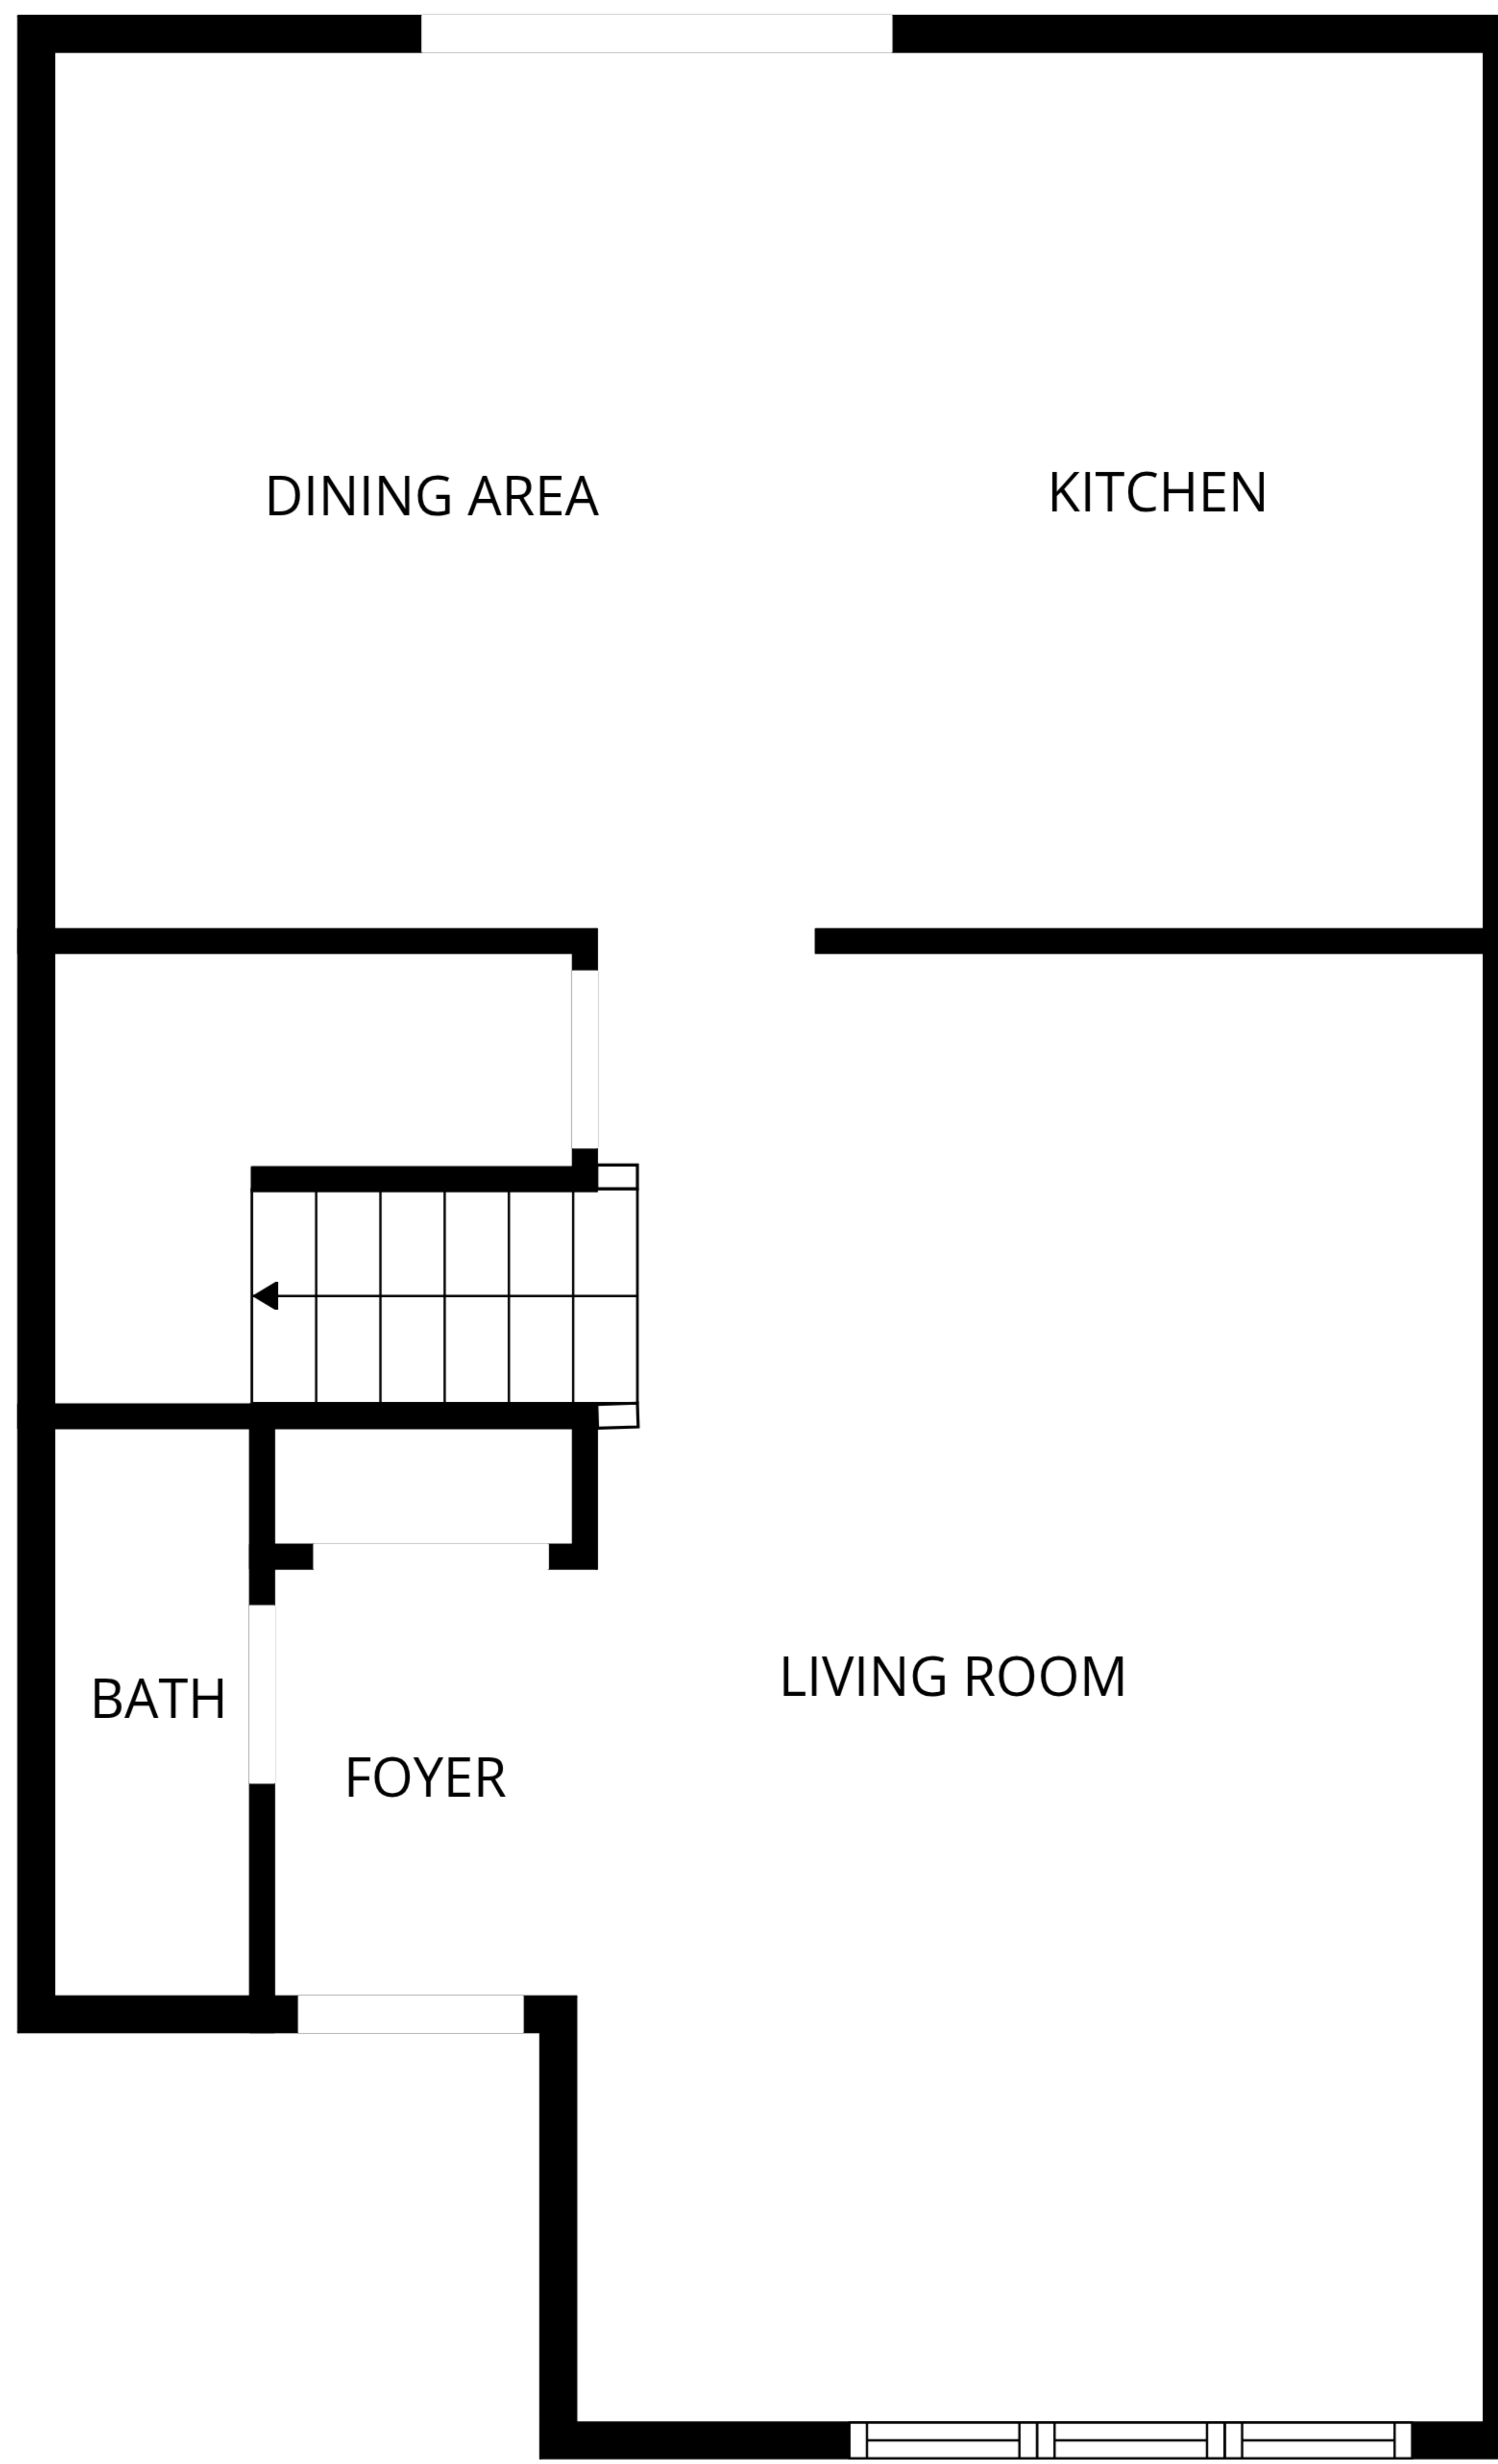 DINING AREA
KITCHEN
LIVING ROOM
BATH
FOYER